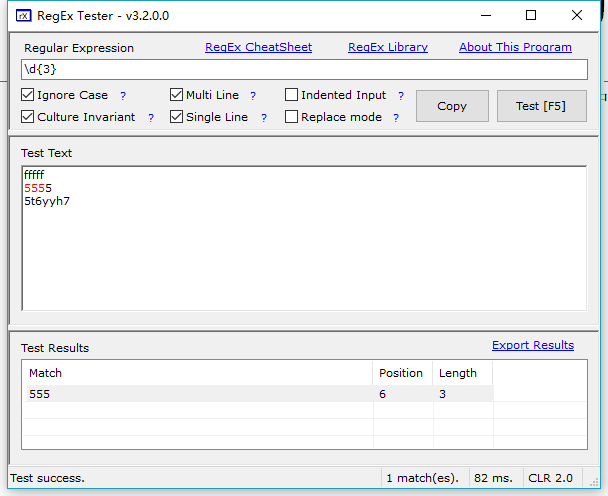 rX RegEx Tester - v3.2.0.0
Regular Expression RegEx CheatSheet RegEx Library About This Program
\d{3}
Ignore Case ? Multi Line ? Indented Input ?
Culture Invariant ? Single Line ? Replace mode ?
Copy Test [F5]
Test Text
fffff
5555
5t6yyh7
Test Results Export Results
Match Position Length
555 6 3
Test success. 1 match(es). 82 ms. CLR 2.0